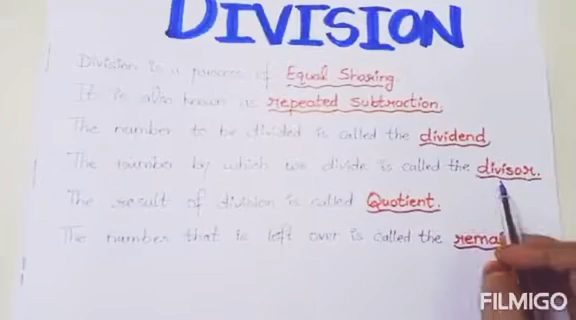 DIVISION
Division is a process of Equal Sharing.
It is also known as repeated subtraction.
The number to be divided is called the dividend
The number by which we divide is called the divisor.
The result of division is called Quotient.
The number that is left over is called the remai
FILMIGO